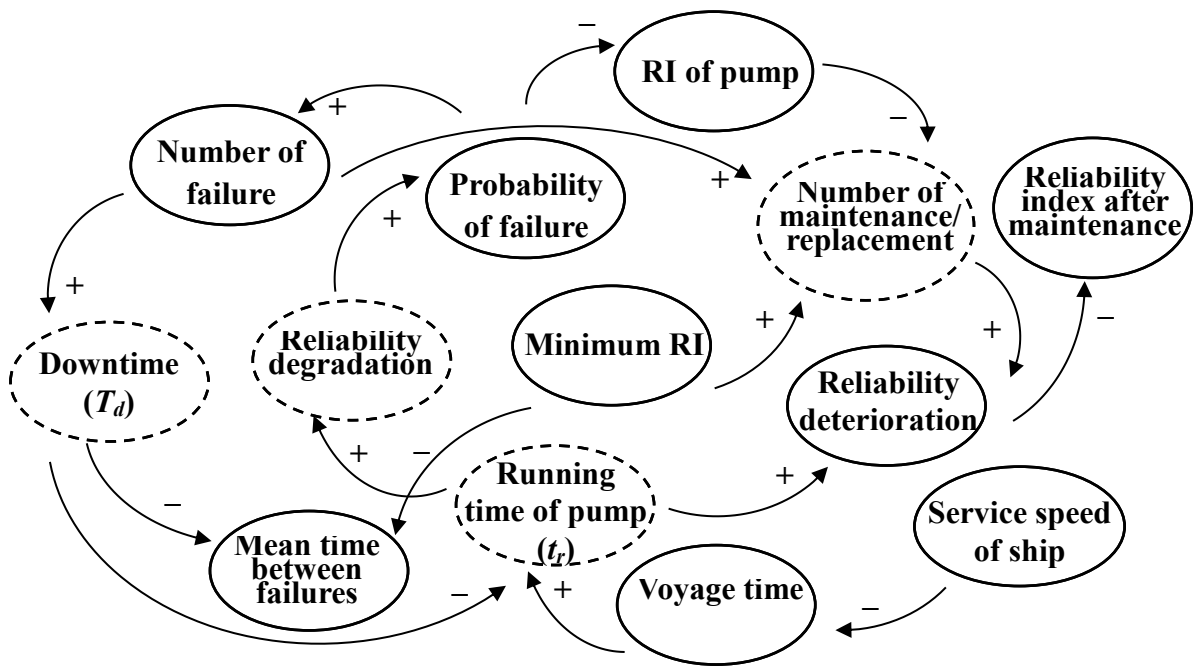 −
RI of pump
+
−
Number of
failure
+
Probability
of failure
+
Number of
maintenance/
replacement
Reliability
index after
maintenance
+
+
Reliability
degradation
Minimum RI
+
+
−
Downtime
(Td)
Reliability
deterioration
+
−
Running
time of pump
(tr)
+
Service speed
of ship
−
Mean time
between
failures
−
+
Voyage time
−